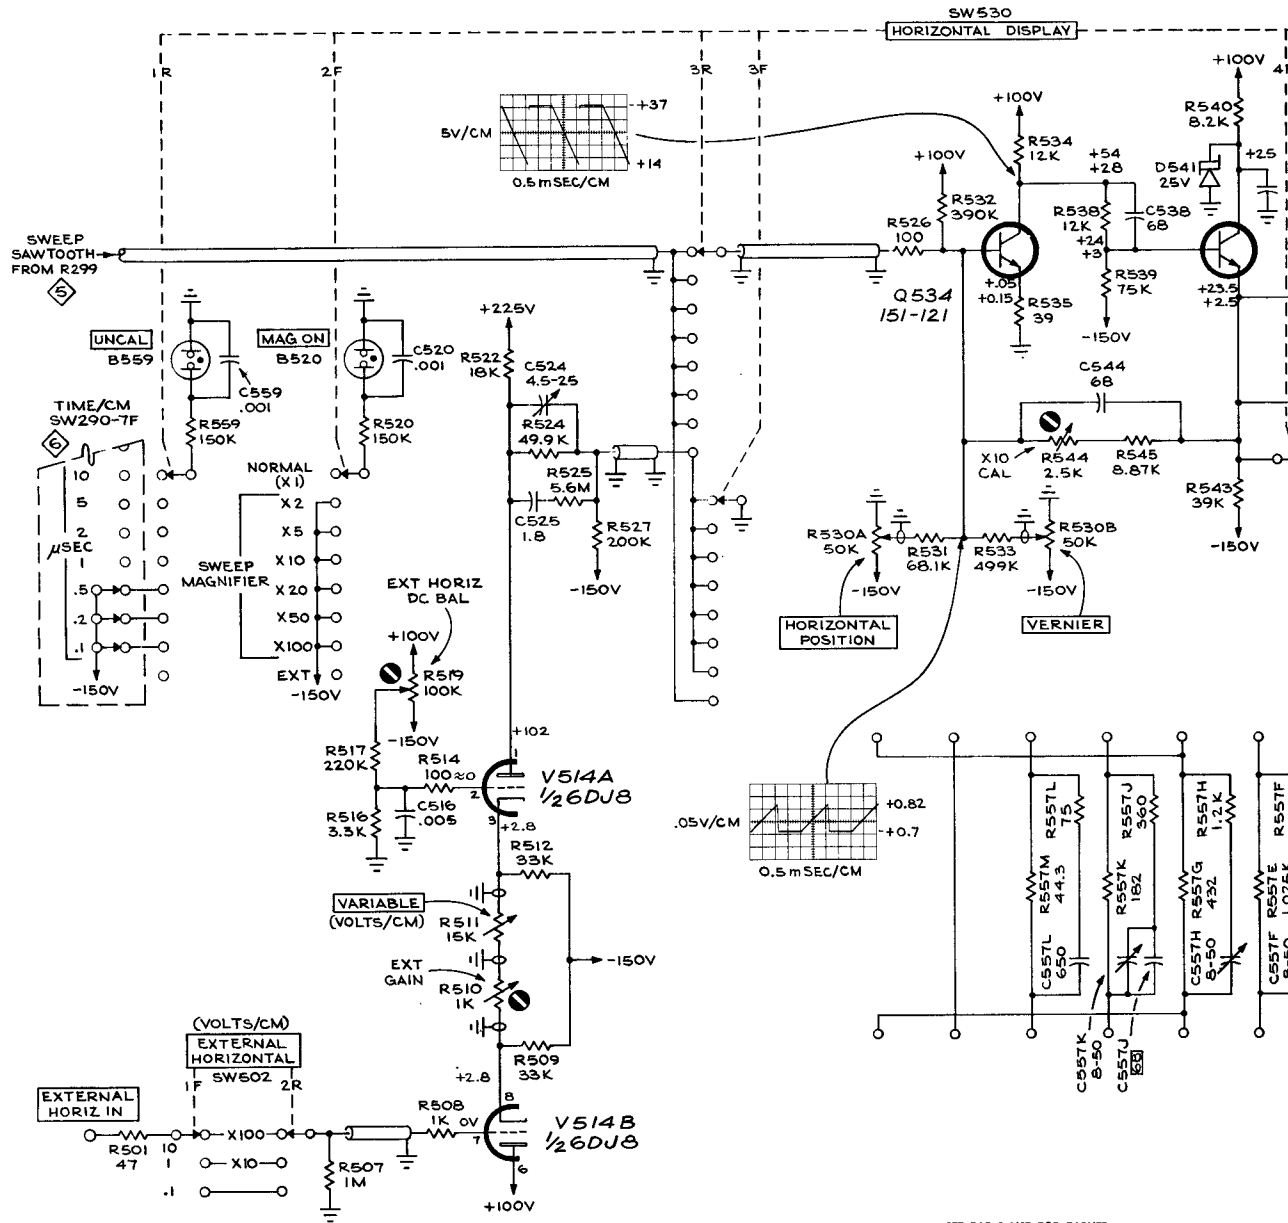 SW530
HORIZONTAL DISPLAY
1R
2F
3R
3F
+100V
R540
8.2K
+37
5V/CM
+14
0.5mSEC/CM
+100V
R534
12K
+54
+28
D541
25V
+25
+100V
R532
390K
R526
100
R538
12K
C538
68
+24
+3
SWEEP
SAWTOOTH
FROM R299
5
Q534
151-121
+.05
+0.15
R535
39
R539
75K
-150V
+23.5
+2.5
UNCAL
B559
C559
.001
R559
150K
MAG ON
B520
C520
.001
R520
150K
+225V
R522
18K
C524
4.5-25
R524
49.9K
R525
5.6M
C525
1.8
R527
200K
-150V
C544
68
X10
CAL
R544
2.5K
R545
8.87K
R543
39K
-150V
TIME/CM
SW290-7F
6
10
5
2
1
.5
.2
.1
µSEC
-150V
NORMAL
(X1)
X2
X5
X10
X20
X50
X100
EXT
-150V
SWEEP
MAGNIFIER
R530A
50K
-150V
R531
68.1K
R533
499K
R530B
50K
-150V
HORIZONTAL
POSITION
VERNIER
EXT HORIZ
DC BAL
+100V
R519
100K
-150V
R517
220K
R514
100
≈0
R516
3.3K
C516
.005
+102
1
2
3
V514A
1/2 6DJ8
+2.8
R512
33K
VARIABLE
(VOLTS/CM)
R511
15K
EXT
GAIN
R510
1K
-150V
R509
33K
+2.8
.05V/CM
+0.82
+0.7
0.5mSEC/CM
R557L
75
R557M
44.3
C557L
650
R557J
360
R557K
182
C557K
8-50
C557J
R557H
1.2K
R557G
432
C557H
8-50
R557F
R557E
C557F
8-50
(VOLTS/CM)
EXTERNAL
HORIZONTAL
SW502
1F
2R
EXTERNAL
HORIZ IN
R501
47
10
1
.1
X100
X10
R507
1M
R508
1K
0V
8
7
6
V514B
1/2 6DJ8
+100V